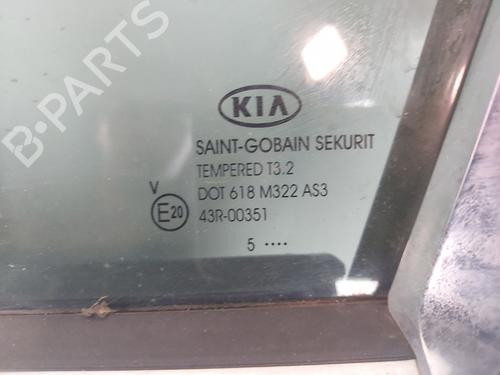 B-PARTS
KIA
SAINT-GOBAIN SEKURIT
TEMPERED T3.2
V
DOT 618 M322 AS3
E20
43R-00351
5 ····